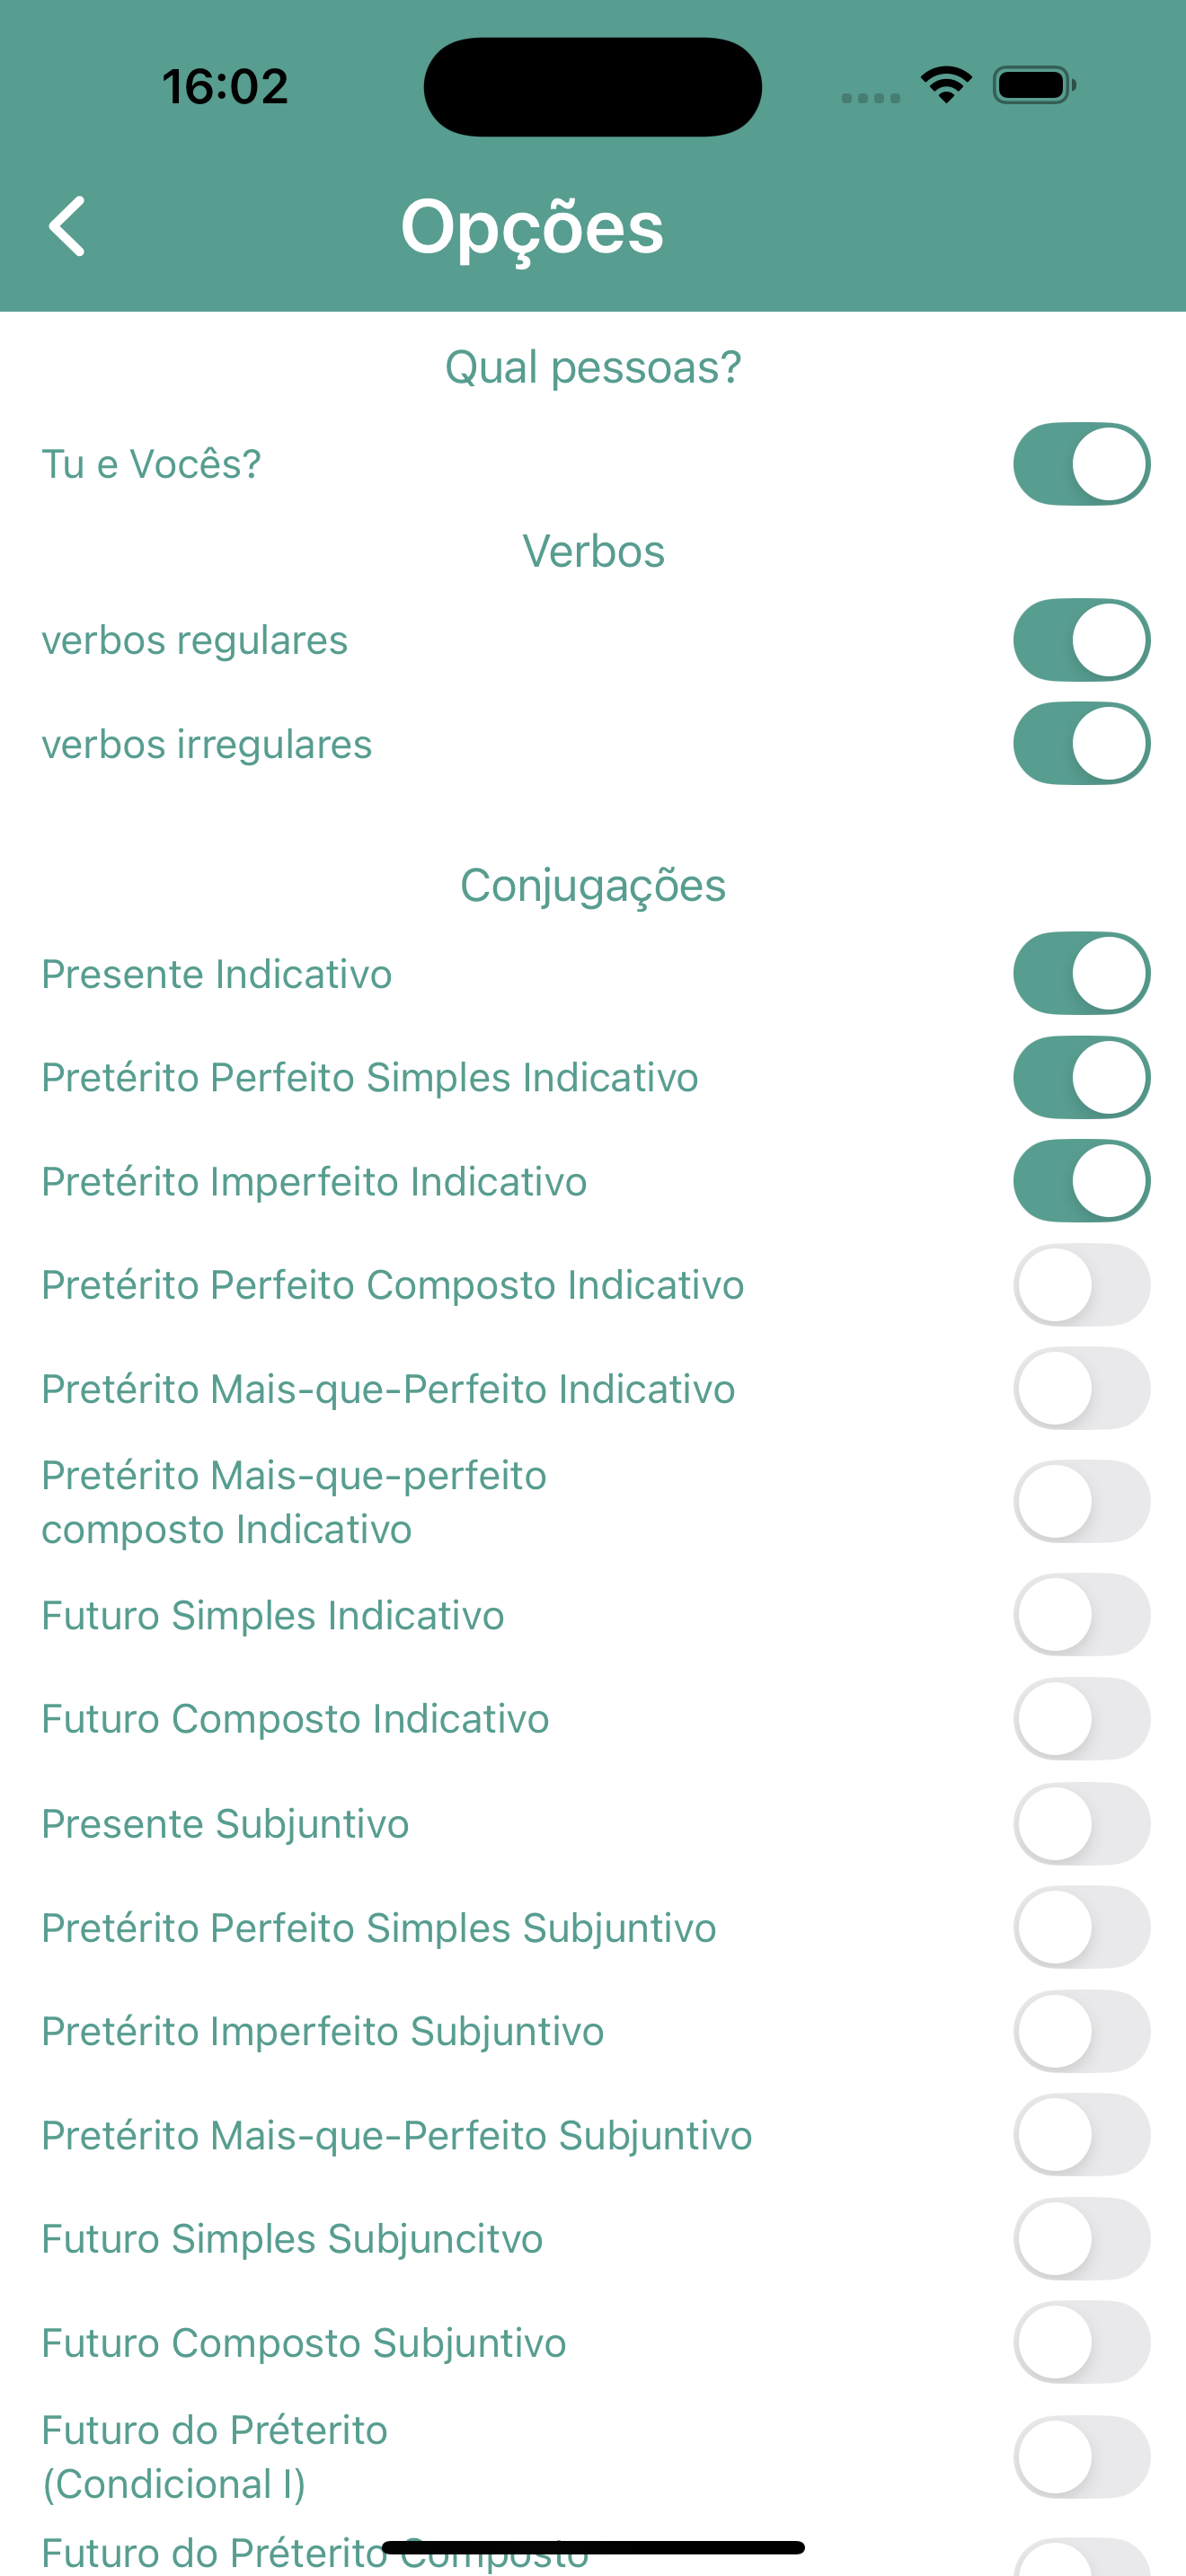 16:02
Opções
Qual pessoas?
Tu e Vocês?
Verbos
verbos regulares
verbos irregulares
Conjugações
Presente Indicativo
Pretérito Perfeito Simples Indicativo
Pretérito Imperfeito Indicativo
Pretérito Perfeito Composto Indicativo
Pretérito Mais-que-Perfeito Indicativo
Pretérito Mais-que-perfeito
composto Indicativo
Futuro Simples Indicativo
Futuro Composto Indicativo
Presente Subjuntivo
Pretérito Perfeito Simples Subjuntivo
Pretérito Imperfeito Subjuntivo
Pretérito Mais-que-Perfeito Subjuntivo
Futuro Simples Subjuncitvo
Futuro Composto Subjuntivo
Futuro do Préterito
(Condicional I)
Futuro do Préterito Composto